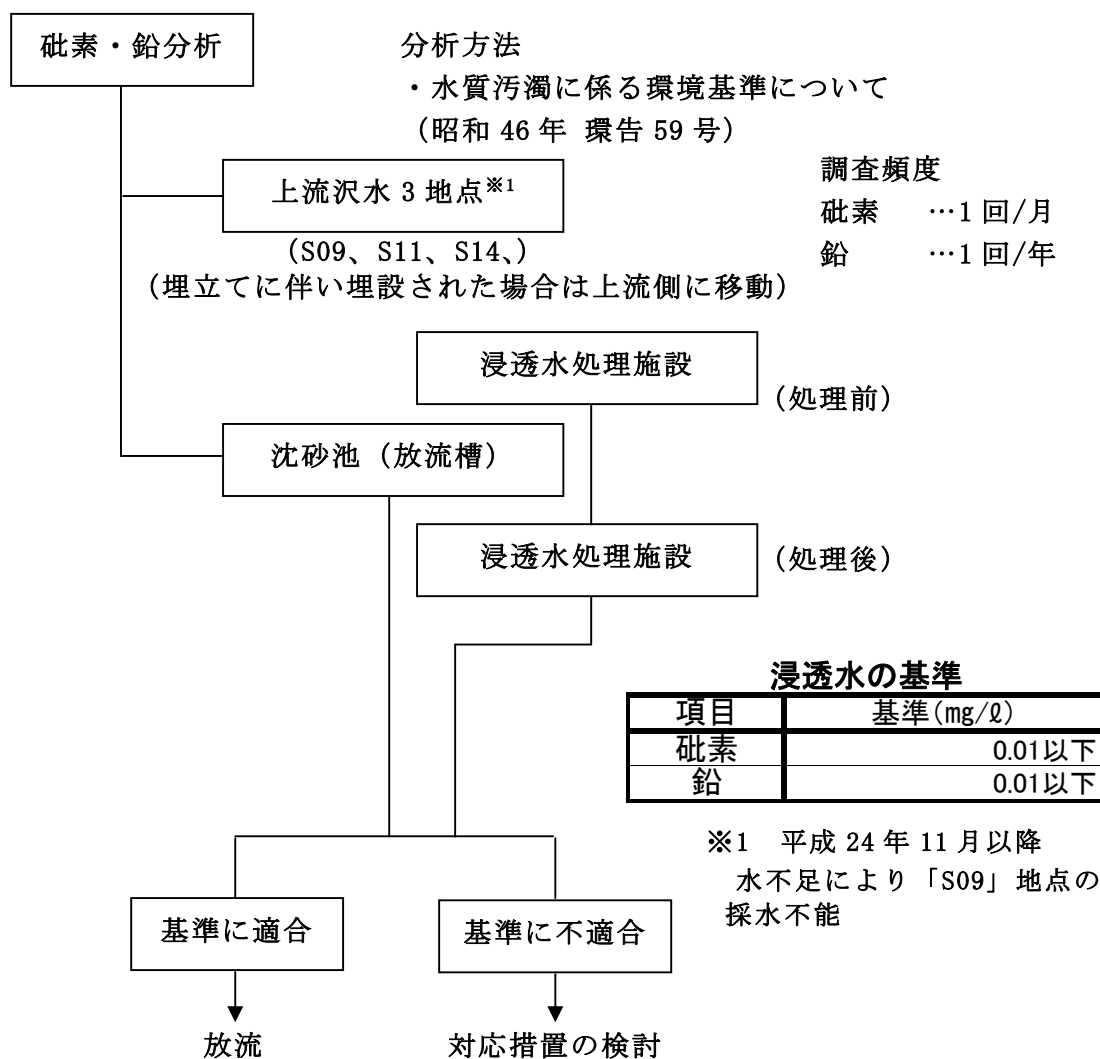 砒素・鉛分析
分析方法
・水質汚濁に係る環境基準について
（昭和 46 年 環告 59 号）
上流沢水 3 地点※1
（S09、S11、S14、）
（埋立てに伴い埋設された場合は上流側に移動）
調査頻度
砒素 …1 回/月
鉛 …1 回/年
浸透水処理施設
（処理前）
沈砂池（放流槽）
浸透水処理施設
（処理後）
浸透水の基準
項目 基準(mg/ℓ)
砒素 0.01以下
鉛 0.01以下
※1 平成 24 年 11 月以降
水不足により「S09」地点の
採水不能
基準に適合
基準に不適合
放流
対応措置の検討